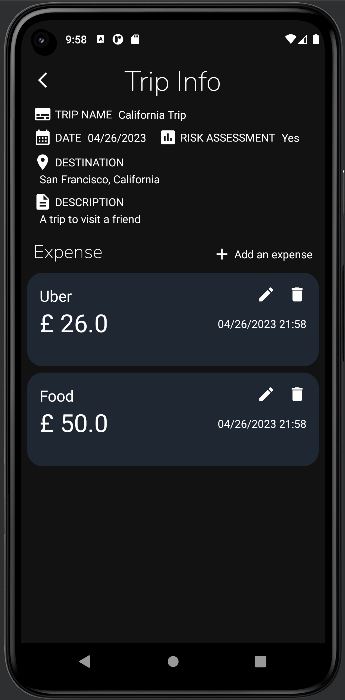 9:58
Trip Info
TRIP NAME California Trip
DATE 04/26/2023 RISK ASSESSMENT Yes
DESTINATION
San Francisco, California
DESCRIPTION
A trip to visit a friend
Expense + Add an expense
Uber
£ 26.0 04/26/2023 21:58
Food
£ 50.0 04/26/2023 21:58